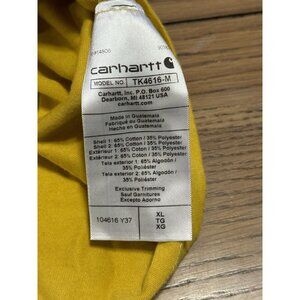 carhartt
MODEL NO. TK4616-M
Carhartt, Inc. P.O. Box 600
Dearborn, MI 48121 USA
carhartt.com
Made in Guatemala
Fabriqué au Guatemala
Hecho en Guatemala
Shell 1: 65% Cotton / 35% Polyester
Shell 2: 65% Cotton / 35% Polyester
Extérieur 1: 65% Coton / 35% Polyester
Extérieur 2: 65% Coton / 35% Polyester
Tela exterior 1: 65% Algodón /
35% Poliéster
Tela exterior 2: 65% Algodón /
35% Poliéster
Exclusive Trimming
Sauf Garnitures
Excepto Adorno
104616 Y37
XL
TG
XG